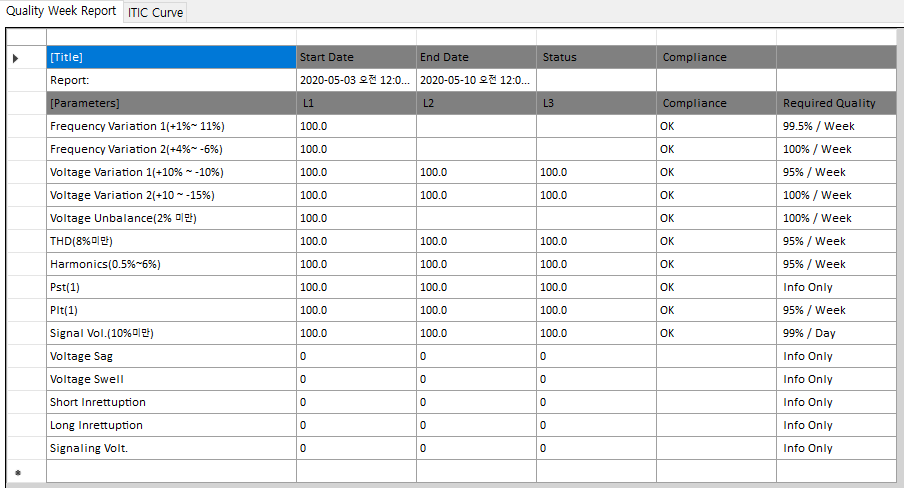 Quality Week Report ITIC Curve
[Title] Start Date End Date Status Compliance
Report: 2020-05-03 오전 12:0... 2020-05-10 오전 12:0...
[Parameters] L1 L2 L3 Compliance Required Quality
Frequency Variation 1(+1%~ 11%) 100.0 OK 99.5% / Week
Frequency Variation 2(+4%~ -6%) 100.0 OK 100% / Week
Voltage Variation 1(+10% ~ -10%) 100.0 100.0 100.0 OK 95% / Week
Voltage Variation 2(+10 ~ -15%) 100.0 100.0 100.0 OK 100% / Week
Voltage Unbalance(2% 미만) 100.0 OK 100% / Week
THD(8%미만) 100.0 100.0 100.0 OK 95% / Week
Harmonics(0.5%~6%) 100.0 100.0 100.0 OK 95% / Week
Pst(1) 100.0 100.0 100.0 OK Info Only
Plt(1) 100.0 100.0 100.0 OK 95% / Week
Signal Vol.(10%미만) 100.0 100.0 100.0 OK 99% / Day
Voltage Sag 0 0 0 Info Only
Voltage Swell 0 0 0 Info Only
Short Inrettuption 0 0 0 Info Only
Long Inrettuption 0 0 0 Info Only
Signaling Volt. 0 0 0 Info Only